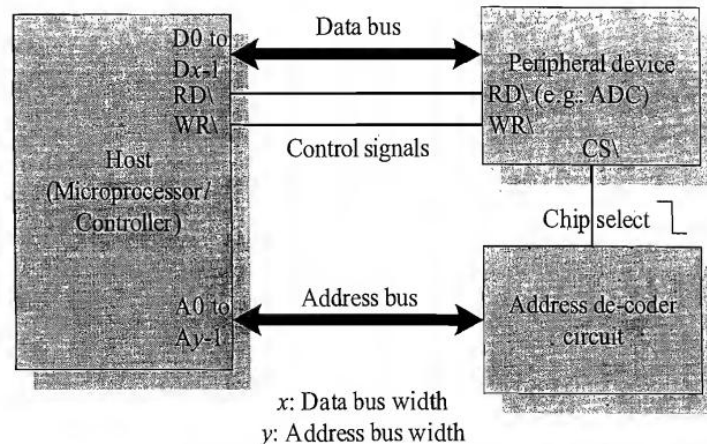 D0 to
Dx-1
RD\
WR\
Host
(Microprocessor/
Controller)
A0 to
Ay-1
Data bus
Control signals
Address bus
Peripheral device
RD\ (e.g.: ADC)
WR\
CS\
Chip select
Address de-coder
circuit
x: Data bus width
y: Address bus width